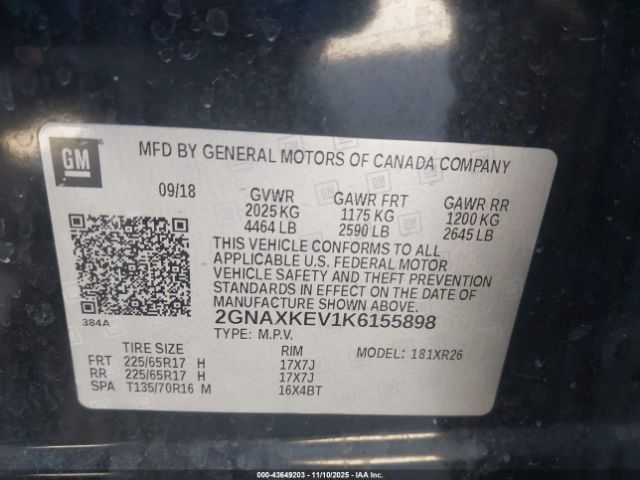 GM
MFD BY GENERAL MOTORS OF CANADA COMPANY
09/18 GVWR GAWR FRT GAWR RR
2025 KG 1175 KG 1200 KG
4464 LB 2590 LB 2645 LB
THIS VEHICLE CONFORMS TO ALL
APPLICABLE U.S. FEDERAL MOTOR
VEHICLE SAFETY AND THEFT PREVENTION
STANDARDS IN EFFECT ON THE DATE OF
MANUFACTURE SHOWN ABOVE.
384A 2GNAXKEV1K6155898
TYPE: M.P.V.
TIRE SIZE RIM MODEL: 181XR26
FRT 225/65R17 H 17X7J
RR 225/65R17 H 17X7J
SPA T135/70R16 M 16X4BT
00-43649203 - 11/10/2025 - IAAI.COM